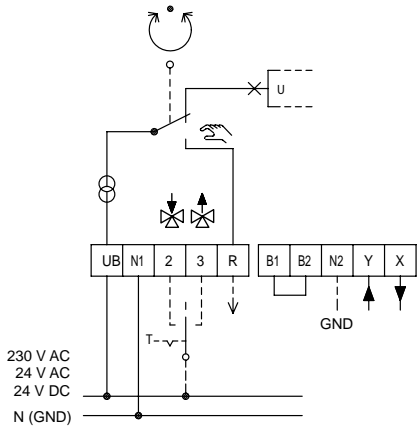 U
UB N1 2 3 R B1 B2 N2 Y X
GND
T
230 V AC
24 V AC
24 V DC
N (GND)